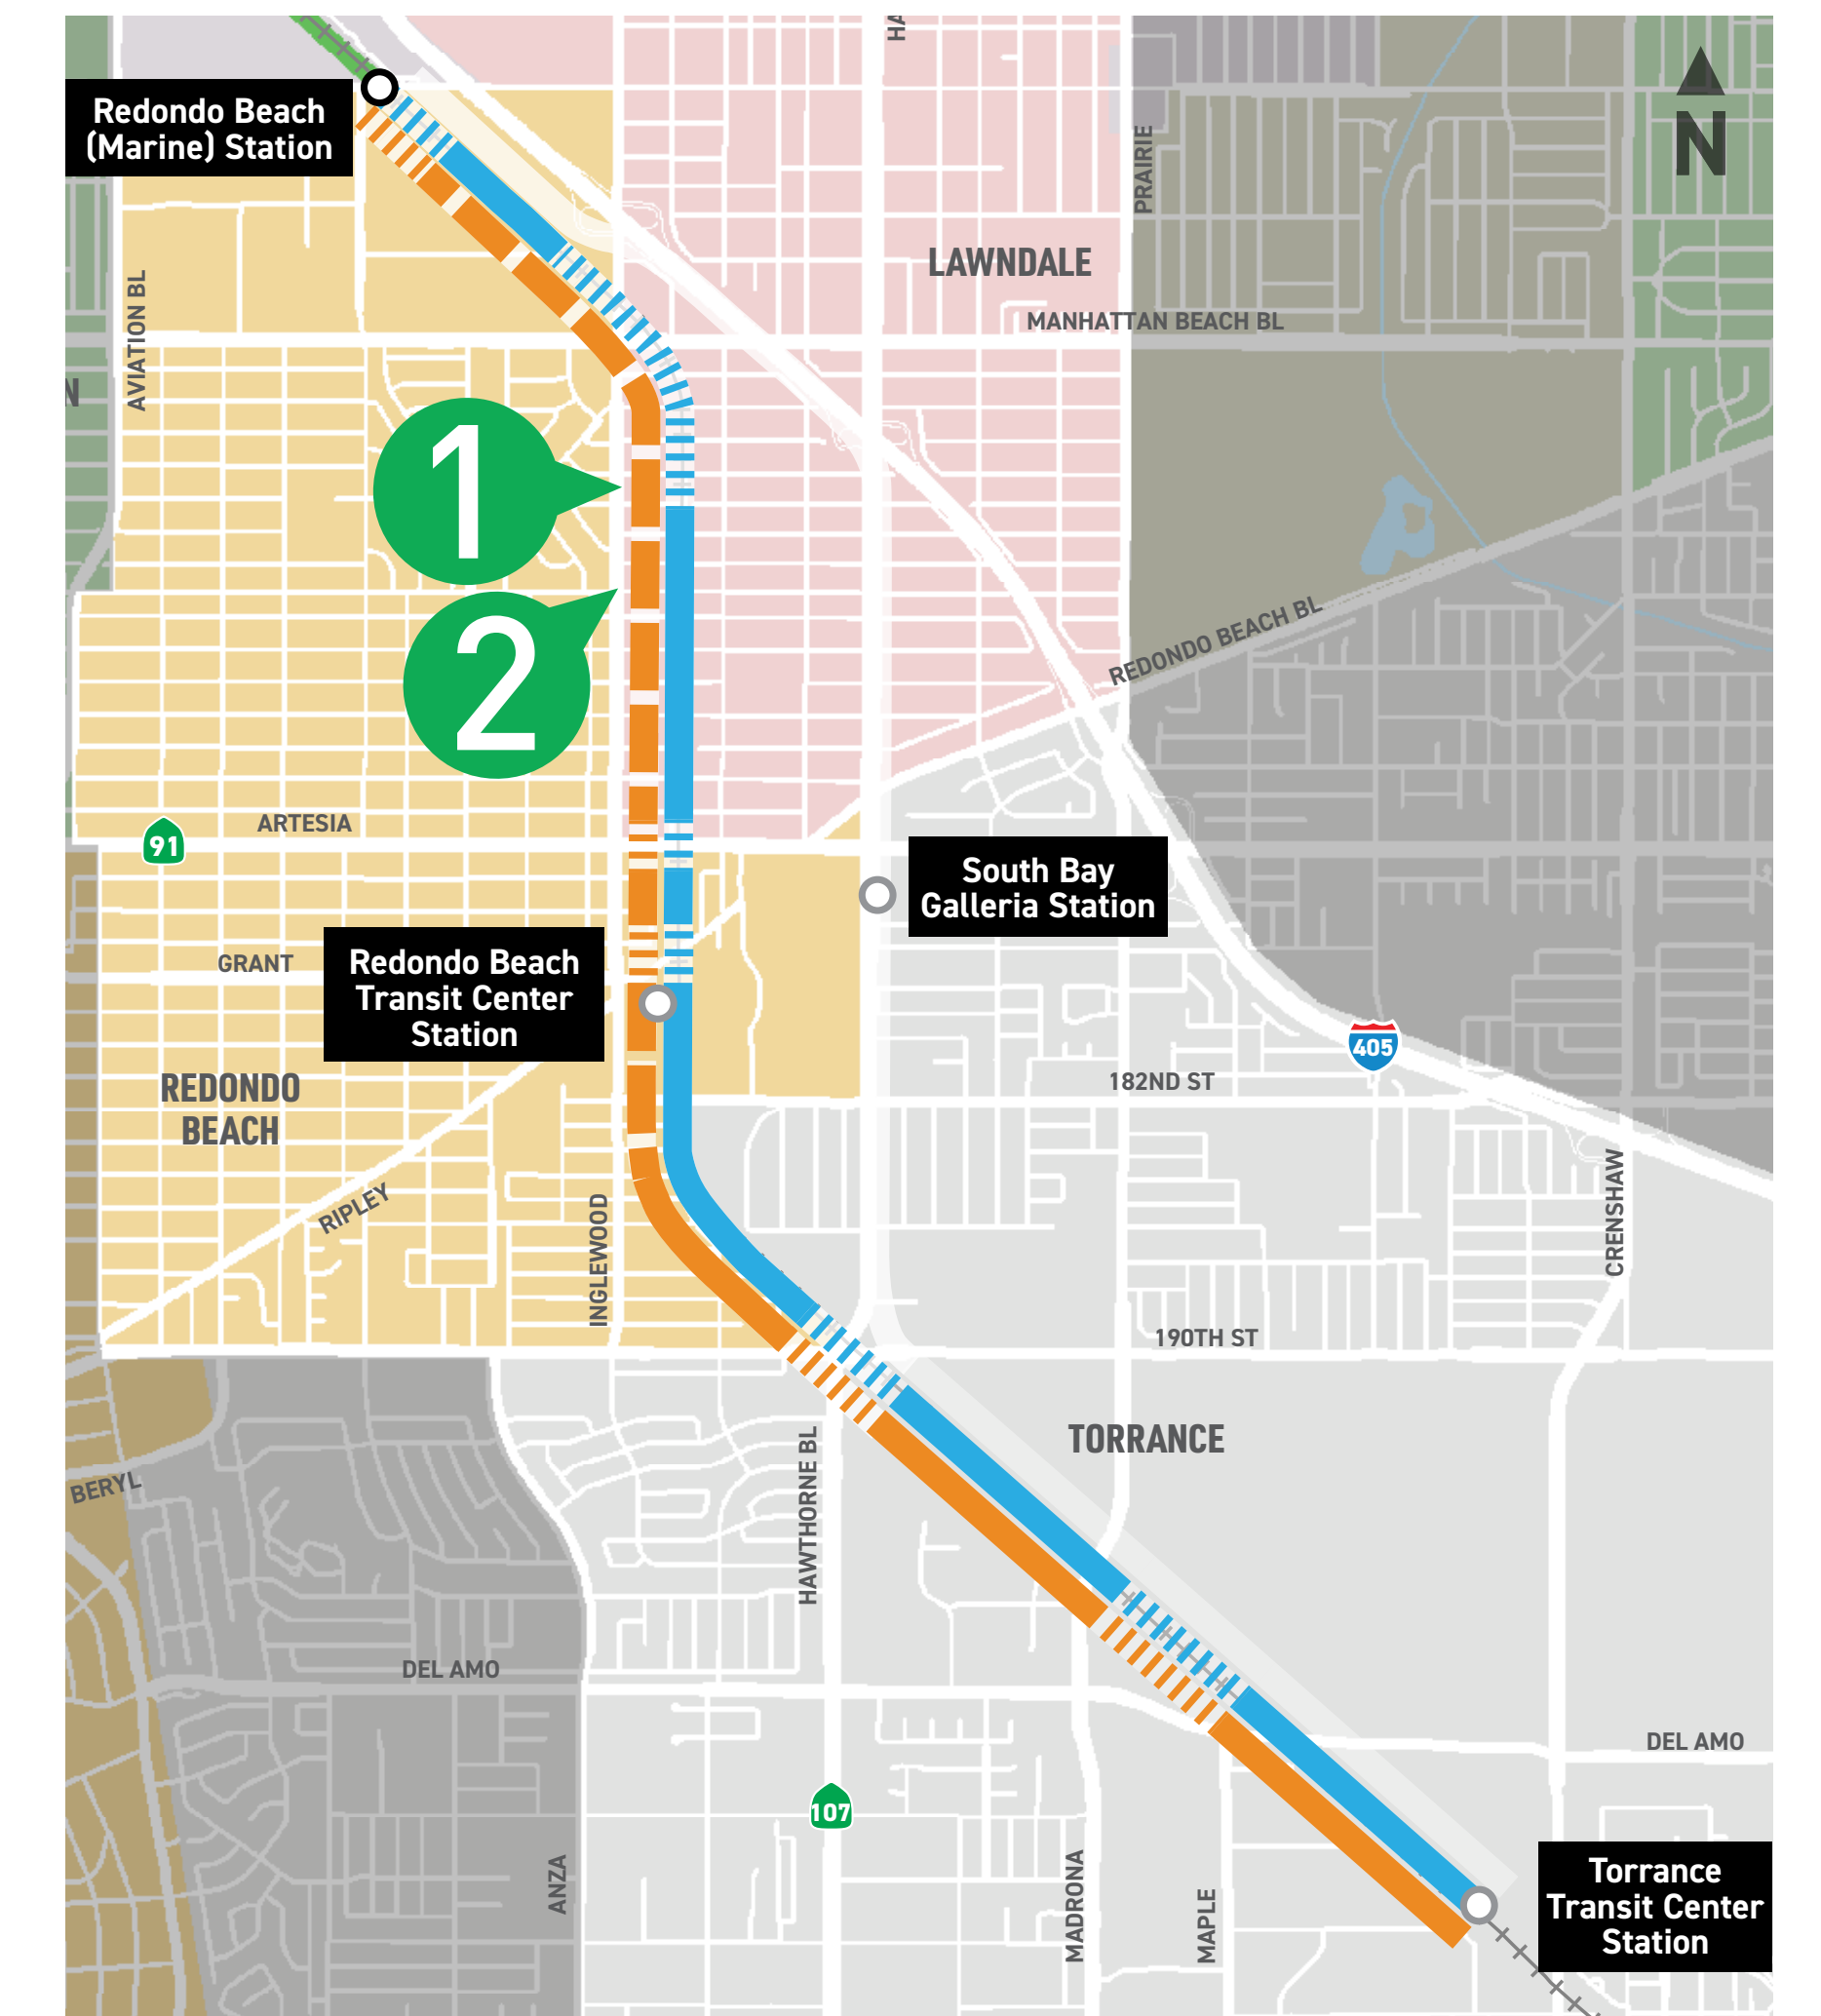 HA
Redondo Beach
(Marine) Station
N
PRAIRIE
LAWNDALE
MANHATTAN BEACH BL
AVIATION BL
N
1
2
REDONDO BEACH BL
ARTESIA
91
South Bay
Galleria Station
GRANT
Redondo Beach
Transit Center
Station
405
182ND ST
REDONDO
BEACH
RIPLEY
INGLEWOOD
CRENSHAW
190TH ST
TORRANCE
BERYL
HAWTHORNE BL
DEL AMO
DEL AMO
107
ANZA
MADRONA
MAPLE
Torrance
Transit Center
Station